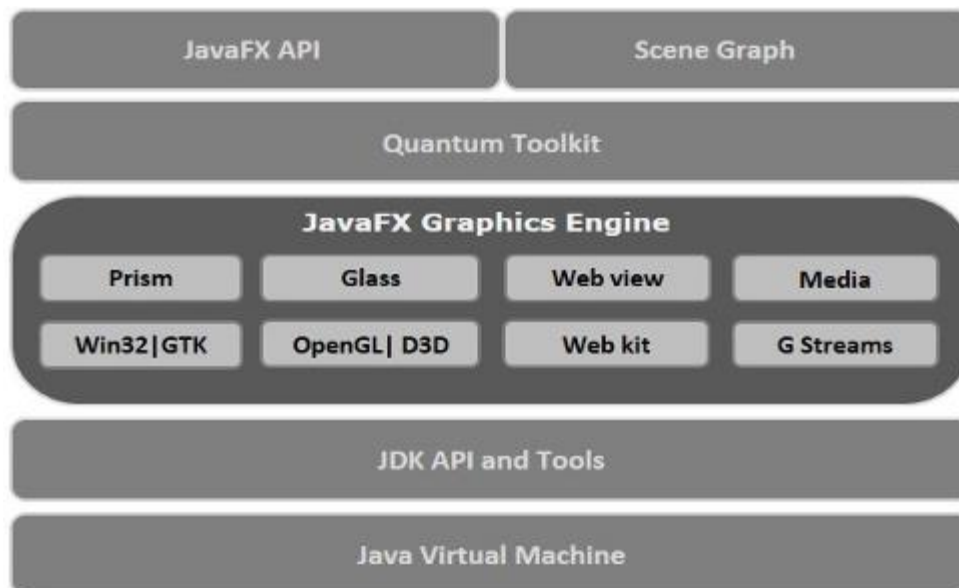 JavaFX API
Scene Graph
Quantum Toolkit
JavaFX Graphics Engine
Prism
Glass
Web view
Media
Win32|GTK
OpenGL| D3D
Web kit
G Streams
JDK API and Tools
Java Virtual Machine